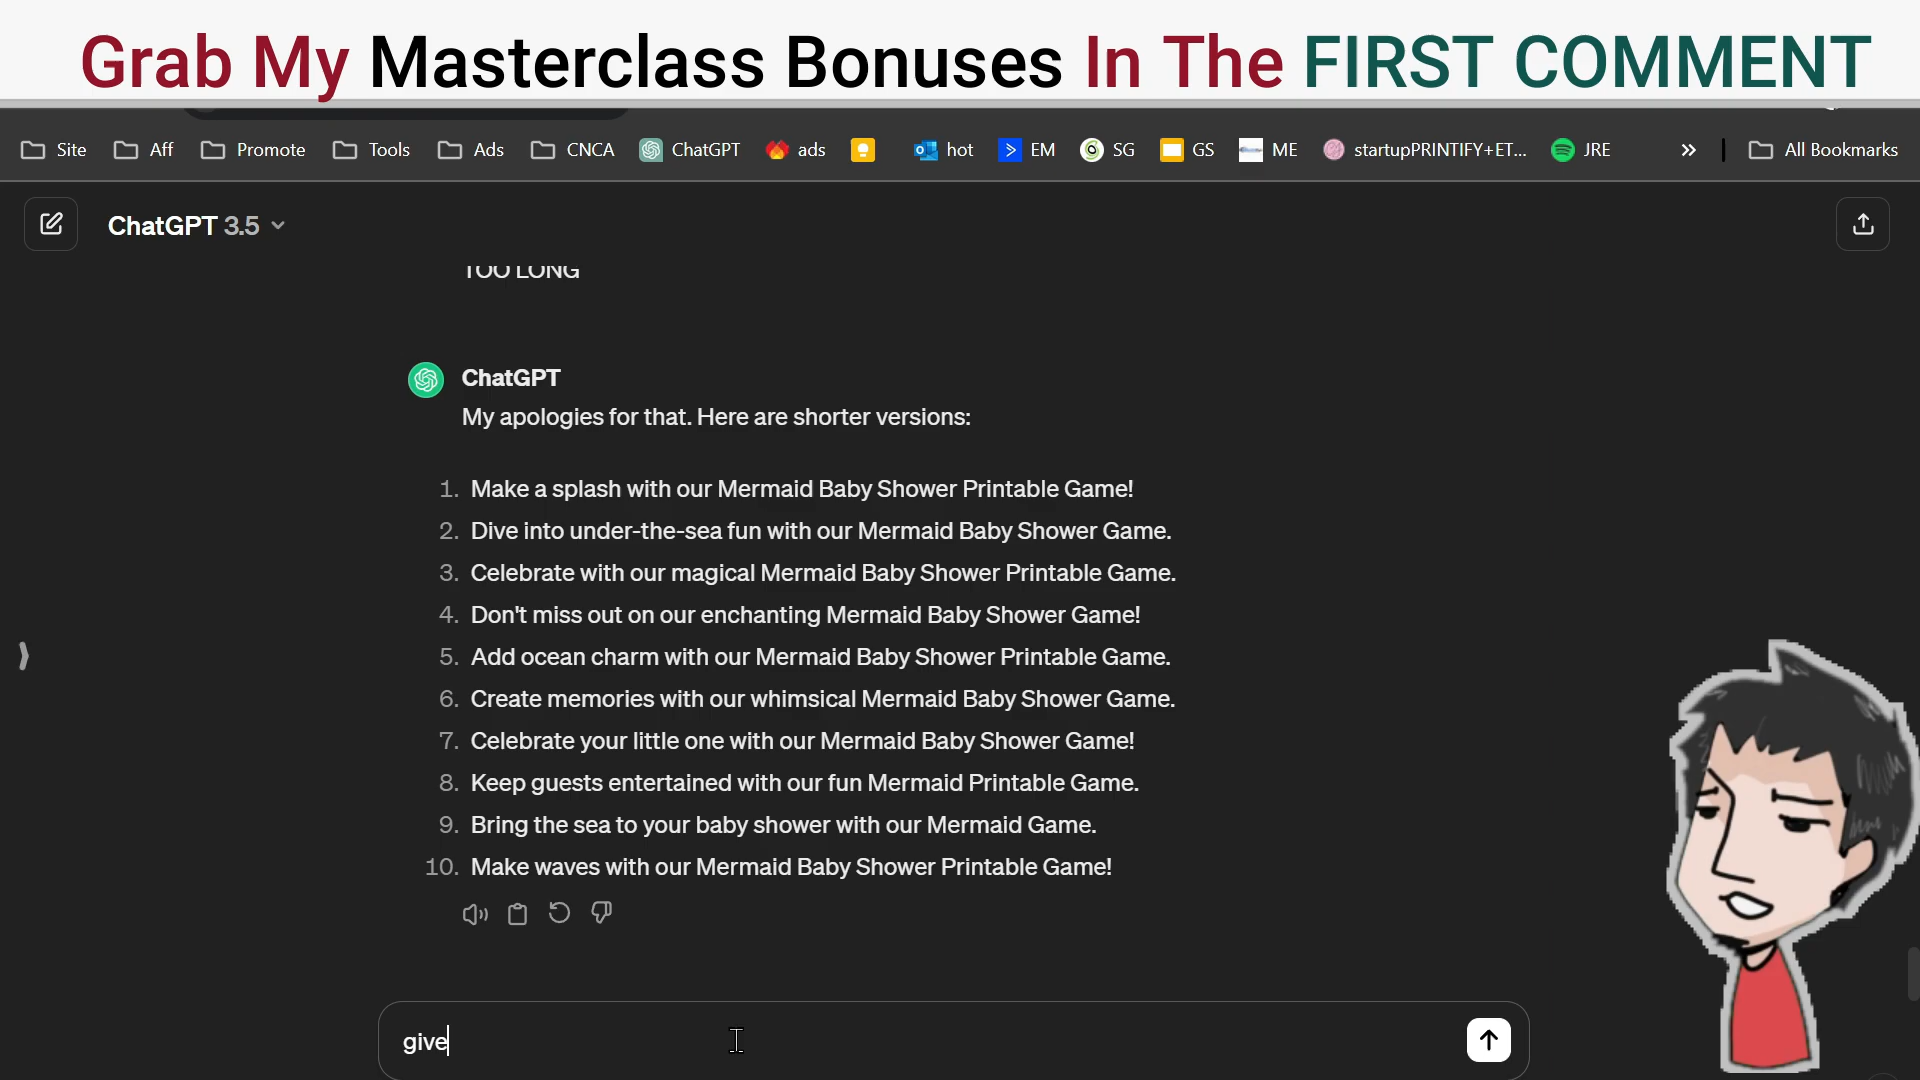 Grab My Masterclass Bonuses In The FIRST COMMENT
Site Aff Promote Tools Ads CNCA ChatGPT ads hot EM SG GS ME startupPRINTIFY+ET... JRE » All Bookmarks
ChatGPT 3.5
TOO LONG
ChatGPT
My apologies for that. Here are shorter versions:
1. Make a splash with our Mermaid Baby Shower Printable Game!
2. Dive into under-the-sea fun with our Mermaid Baby Shower Game.
3. Celebrate with our magical Mermaid Baby Shower Printable Game.
4. Don't miss out on our enchanting Mermaid Baby Shower Game!
5. Add ocean charm with our Mermaid Baby Shower Printable Game.
6. Create memories with our whimsical Mermaid Baby Shower Game.
7. Celebrate your little one with our Mermaid Baby Shower Game!
8. Keep guests entertained with our fun Mermaid Printable Game.
9. Bring the sea to your baby shower with our Mermaid Game.
10. Make waves with our Mermaid Baby Shower Printable Game!
give